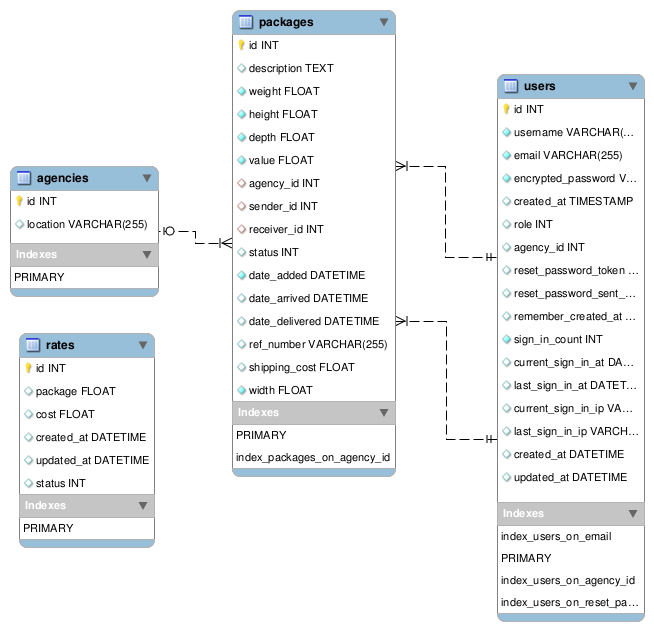 packages
id INT
description TEXT
weight FLOAT
height FLOAT
depth FLOAT
value FLOAT
agency_id INT
sender_id INT
receiver_id INT
status INT
date_added DATETIME
date_arrived DATETIME
date_delivered DATETIME
ref_number VARCHAR(255)
shipping_cost FLOAT
width FLOAT
Indexes
PRIMARY
index_packages_on_agency_id
users
id INT
username VARCHAR(...
email VARCHAR(255)
encrypted_password V...
created_at TIMESTAMP
role INT
agency_id INT
reset_password_token ...
reset_password_sent_...
remember_created_at ...
sign_in_count INT
current_sign_in_at DA...
last_sign_in_at DATET...
current_sign_in_ip VA...
last_sign_in_ip VARCH...
created_at DATETIME
updated_at DATETIME
Indexes
index_users_on_email
PRIMARY
index_users_on_agency_id
index_users_on_reset_pa...
agencies
id INT
location VARCHAR(255)
Indexes
PRIMARY
rates
id INT
package FLOAT
cost FLOAT
created_at DATETIME
updated_at DATETIME
status INT
Indexes
PRIMARY